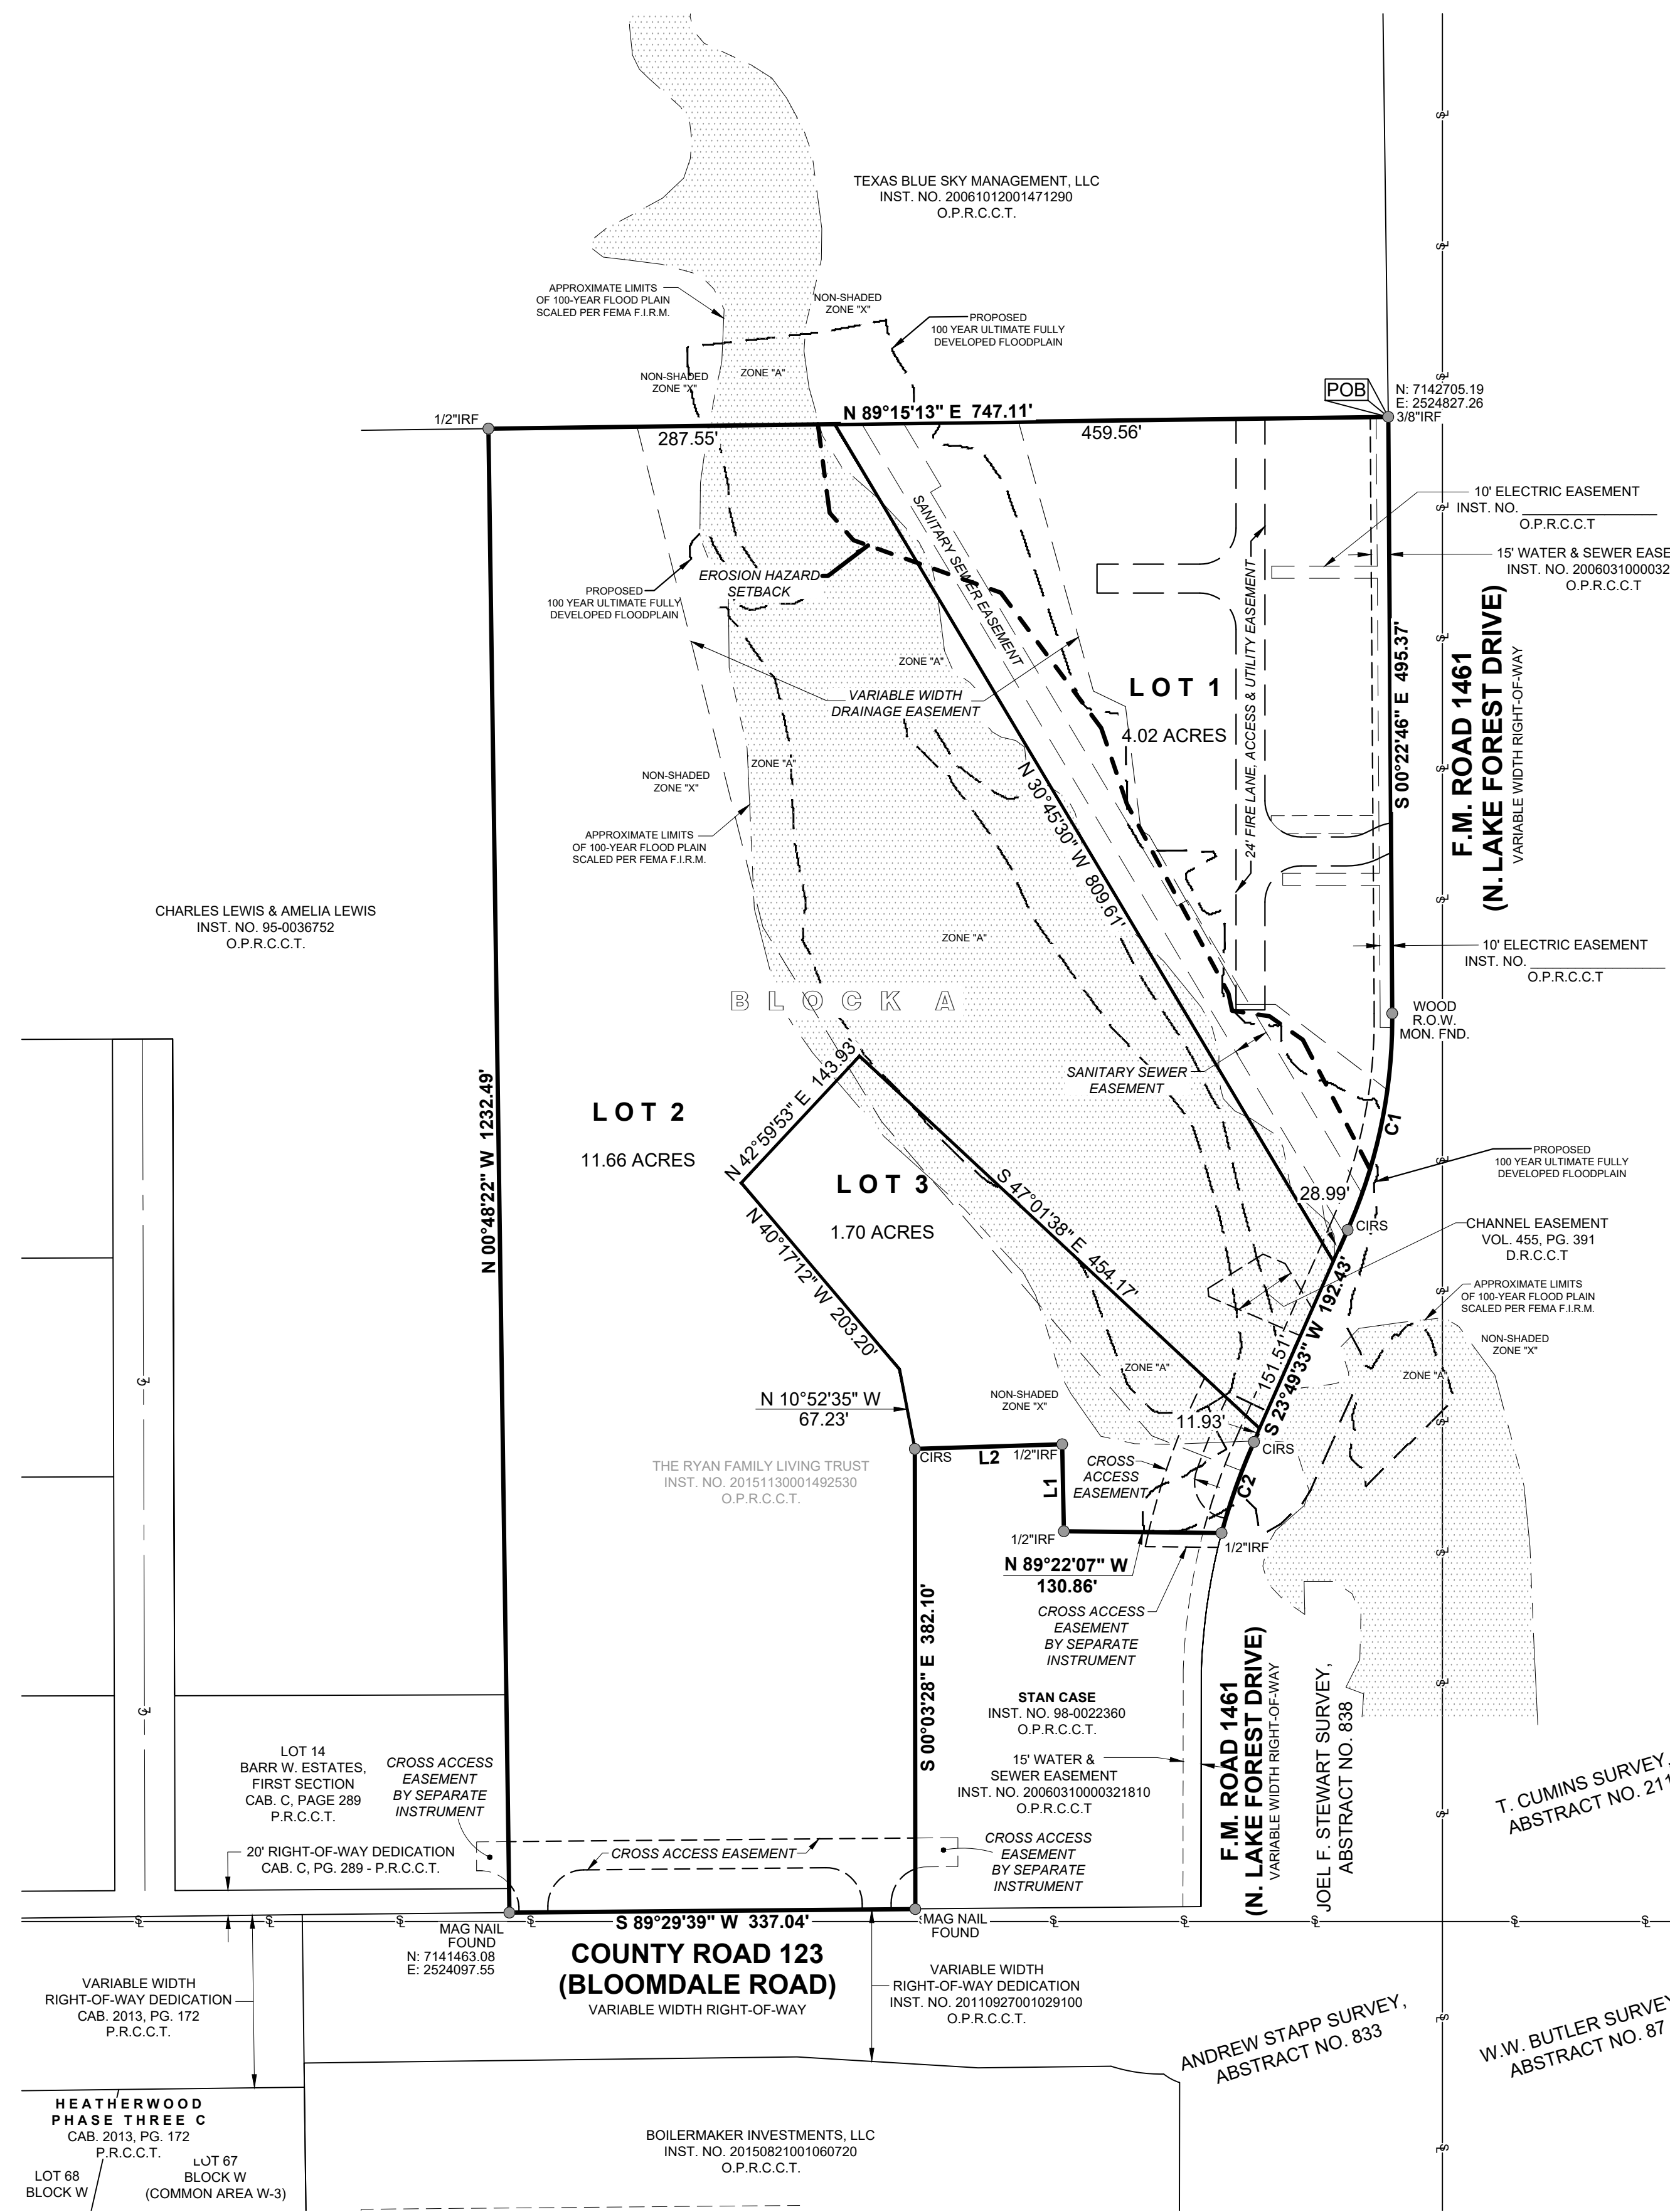 TEXAS BLUE SKY MANAGEMENT, LLC
INST. NO. 20061012001471290
O.P.R.C.C.T.
APPROXIMATE LIMITS
OF 100-YEAR FLOOD PLAIN
SCALED PER FEMA F.I.R.M.
NON-SHADED
ZONE "X"
PROPOSED
100 YEAR ULTIMATE FULLY
DEVELOPED FLOODPLAIN
NON-SHADED
ZONE "X"
ZONE "A"
POB
N: 7142705.19
E: 2524827.26
3/8"IRF
1/2"IRF
N 89°15'13" E 747.11'
287.55'
459.56'
10' ELECTRIC EASEMENT
INST. NO.
O.P.R.C.C.T
15' WATER & SEWER EASE
INST. NO. 2006031000032
O.P.R.C.C.T
SANITARY SEWER EASEMENT
EROSION HAZARD
SETBACK
PROPOSED
100 YEAR ULTIMATE FULLY
DEVELOPED FLOODPLAIN
24' FIRE LANE, ACCESS & UTILITY EASEMENT
S 00°22'46" E 495.37'
F.M. ROAD 1461
(N. LAKE FOREST DRIVE)
VARIABLE WIDTH RIGHT-OF-WAY
ZONE "A"
VARIABLE WIDTH
DRAINAGE EASEMENT
LOT 1
4.02 ACRES
ZONE "A"
NON-SHADED
ZONE "X"
N 30°45'30" W 809.61'
APPROXIMATE LIMITS
OF 100-YEAR FLOOD PLAIN
SCALED PER FEMA F.I.R.M.
CHARLES LEWIS & AMELIA LEWIS
INST. NO. 95-0036752
O.P.R.C.C.T.
ZONE "A"
10' ELECTRIC EASEMENT
INST. NO.
O.P.R.C.C.T
BLOCK A
WOOD
R.O.W.
MON. FND.
SANITARY SEWER
EASEMENT
N 00°48'22" W 1232.49'
LOT 2
11.66 ACRES
N 42°59'53" E 143.93'
C1
PROPOSED
100 YEAR ULTIMATE FULLY
DEVELOPED FLOODPLAIN
LOT 3
1.70 ACRES
S 47°01'38" E 454.17'
28.99'
CIRS
CHANNEL EASEMENT
VOL. 455, PG. 391
D.R.C.C.T
N 40°17'12" W 203.20'
APPROXIMATE LIMITS
OF 100-YEAR FLOOD PLAIN
SCALED PER FEMA F.I.R.M.
NON-SHADED
ZONE "X"
ZONE "A"
151.51'
S 23°49'33" W 192.43'
ZONE "A"
NON-SHADED
ZONE "X"
N 10°52'35" W
67.23'
11.93'
CIRS
CIRS
L2
1/2"IRF
L1
CROSS
ACCESS
EASEMENT
C2
THE RYAN FAMILY LIVING TRUST
INST. NO. 20151130001492530
O.P.R.C.C.T.
1/2"IRF
1/2"IRF
N 89°22'07" W
130.86'
CROSS ACCESS
EASEMENT
BY SEPARATE
INSTRUMENT
S 00°03'28" E 382.10'
STAN CASE
INST. NO. 98-0022360
O.P.R.C.C.T.
15' WATER &
SEWER EASEMENT
INST. NO. 20060310000321810
O.P.R.C.C.T
F.M. ROAD 1461
(N. LAKE FOREST DRIVE)
VARIABLE WIDTH RIGHT-OF-WAY
JOEL F. STEWART SURVEY,
ABSTRACT NO. 838
T. CUMINS SURVEY,
ABSTRACT NO. 211
LOT 14
BARR W. ESTATES,
FIRST SECTION
CAB. C, PAGE 289
P.R.C.C.T.
CROSS ACCESS
EASEMENT
BY SEPARATE
INSTRUMENT
20' RIGHT-OF-WAY DEDICATION
CAB. C, PG. 289 - P.R.C.C.T.
CROSS ACCESS EASEMENT
CROSS ACCESS
EASEMENT
BY SEPARATE
INSTRUMENT
S 89°29'39" W 337.04'
MAG NAIL
FOUND
N: 7141463.08
E: 2524097.55
MAG NAIL
FOUND
COUNTY ROAD 123
(BLOOMDALE ROAD)
VARIABLE WIDTH RIGHT-OF-WAY
VARIABLE WIDTH
RIGHT-OF-WAY DEDICATION
CAB. 2013, PG. 172
P.R.C.C.T.
VARIABLE WIDTH
RIGHT-OF-WAY DEDICATION
INST. NO. 20110927001029100
O.P.R.C.C.T.
ANDREW STAPP SURVEY,
ABSTRACT NO. 833
W.W. BUTLER SURVEY
ABSTRACT NO. 87
HEATHERWOOD
PHASE THREE C
CAB. 2013, PG. 172
P.R.C.C.T.
LOT 68
BLOCK W
LOT 67
BLOCK W
(COMMON AREA W-3)
BOILERMAKER INVESTMENTS, LLC
INST. NO. 20150821001060720
O.P.R.C.C.T.